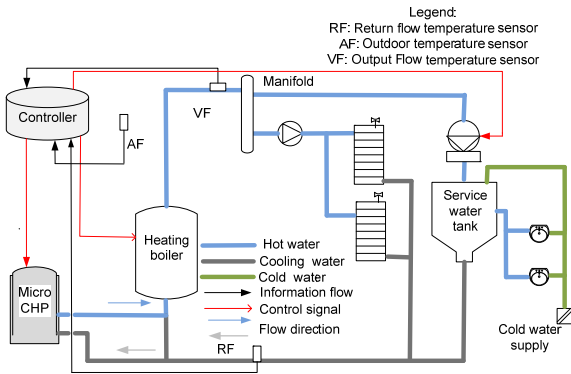 Legend:
RF: Return flow temperature sensor
AF: Outdoor temperature sensor
VF: Output Flow temperature sensor
Manifold
VF
Controller
AF
Service
water
tank
Heating
boiler
Hot water
Cooling water
Cold water
Information flow
Control signal
Flow direction
Micro
CHP
RF
Cold water
supply